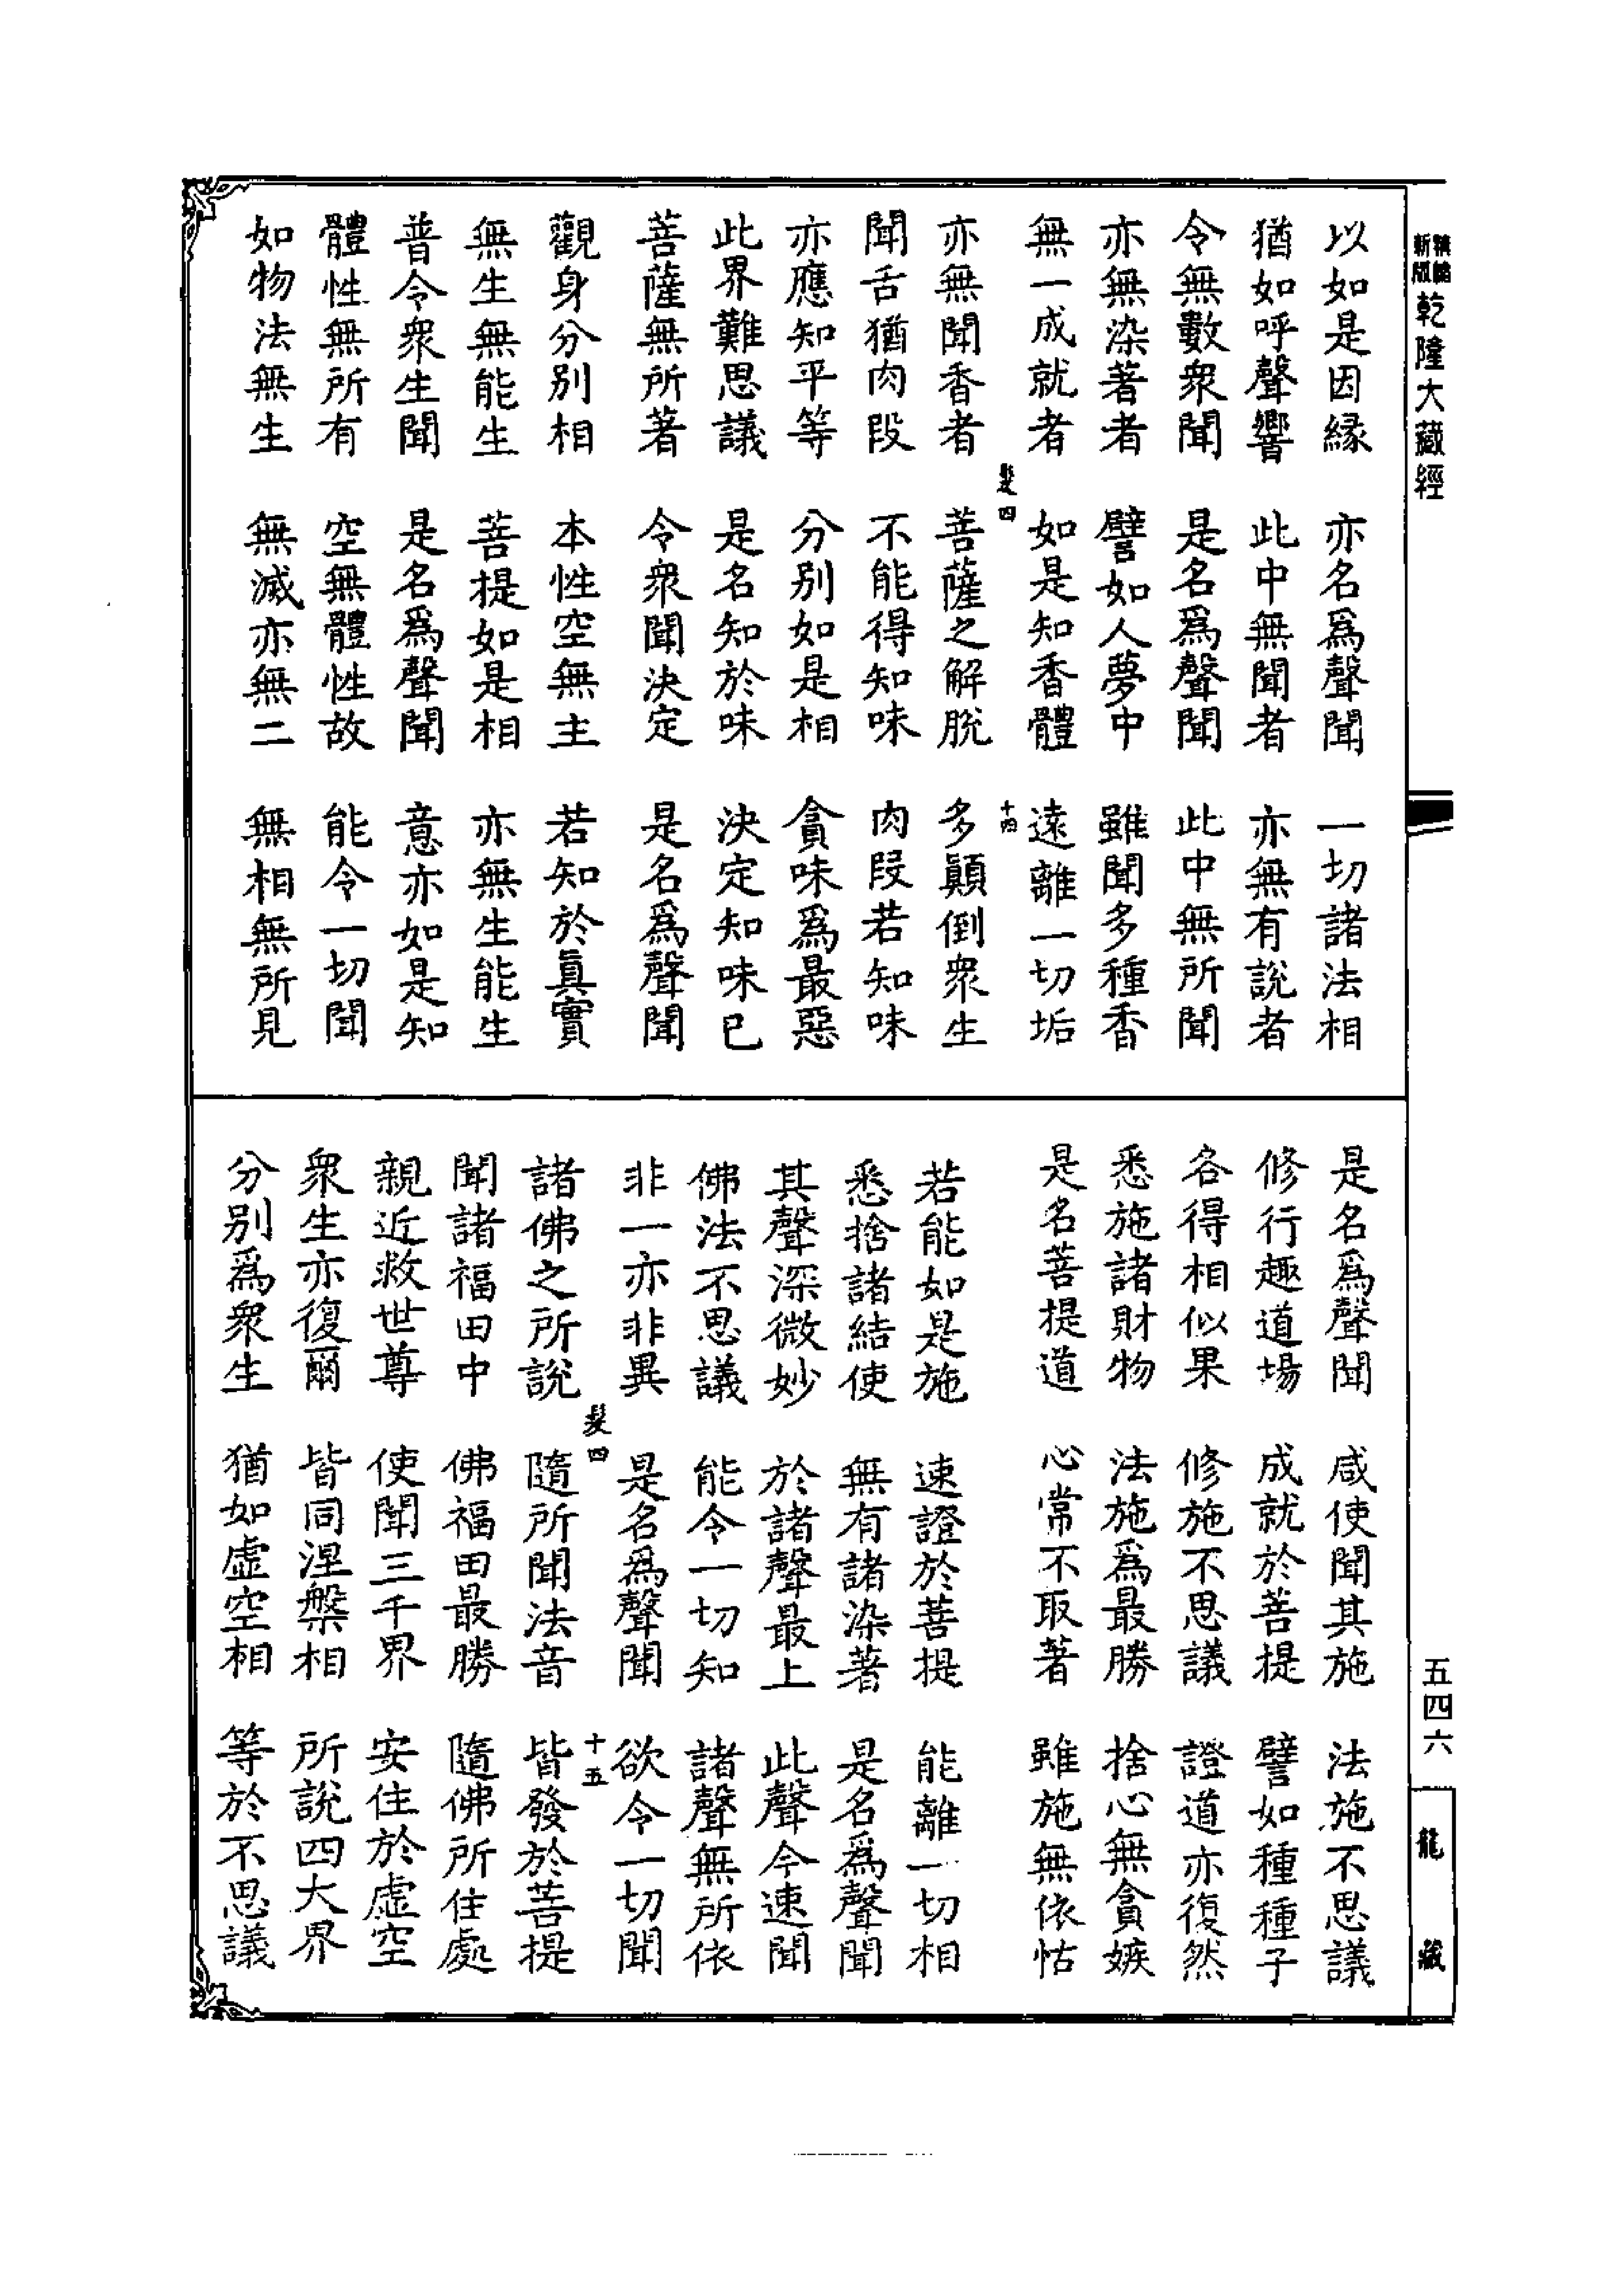 新版精縮乾隆大藏經
以如是因緣　亦名爲聲聞　一切諸法相
猶如呼聲響　此中無聞者　亦無有説者
令無數衆聞　是名爲聲聞　此中無所聞
亦無染著者　譬如人夢中　雖聞多種香
無一成就者　如是知香體　遠離一切垢
髮四　十四
亦無聞香者　菩薩之解脫　多顛倒衆生
聞舌猶肉段　不能得知味　肉段若知味
亦應知平等　分别如是相　貪味爲最惡
此界難思議　是名知於味　決定知味已
菩薩無所著　令衆聞決定　是名爲聲聞
觀身分别相　本性空無主　若知於眞實
無生無能生　菩提如是相　亦無生能生
普令衆生聞　是名爲聲聞　意亦如是知
體性無所有　空無體性故　能令一切聞
如物法無生　無滅亦無二　無相無所見
是名爲聲聞　咸使聞其施　法施不思議
修行趣道場　成就於菩提　譬如種種子
各得相似果　修施不思議　證道亦復然
悉施諸財物　法施爲最勝　捨心無貪嫉
是名菩提道　心常不取著　雖施無依怙
若能如是施　速證於菩提　能離一切相
悉捨諸結使　無有諸染著　是名爲聲聞
其聲深微妙　於諸聲最上　此聲今速聞
佛法不思議　能令一切知　諸聲無所依
非一亦非異　是名爲聲聞　欲令一切聞
髮四　十五
諸佛之所説　隨所聞法音　皆發於菩提
聞諸福田中　佛福田最勝　隨佛所住處
親近救世尊　使聞三千界　安住於虛空
衆生亦復爾　皆同涅槃相　所説四大界
分别爲衆生　猶如虛空相　等於不思議
五四六
龍藏